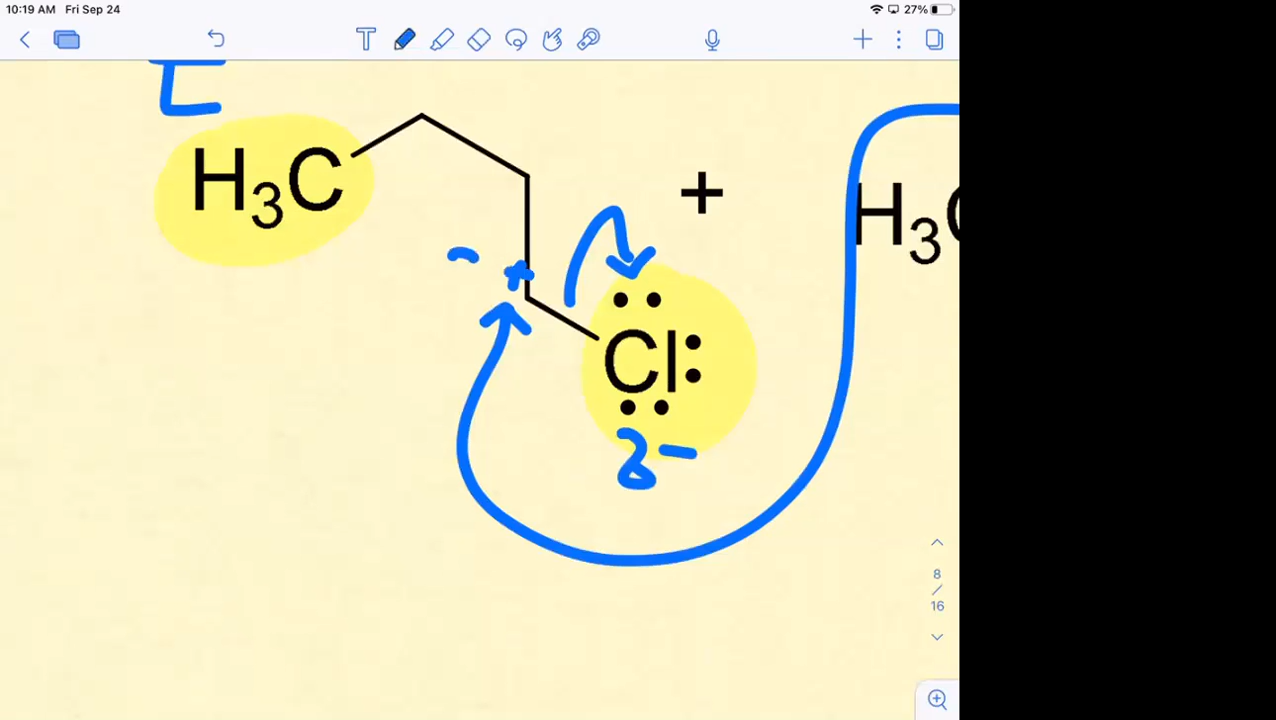 10:19 AM Fri Sep 24
27%
T
E
H₃C
+
H₃C
+
Cl
δ-
8
/
16